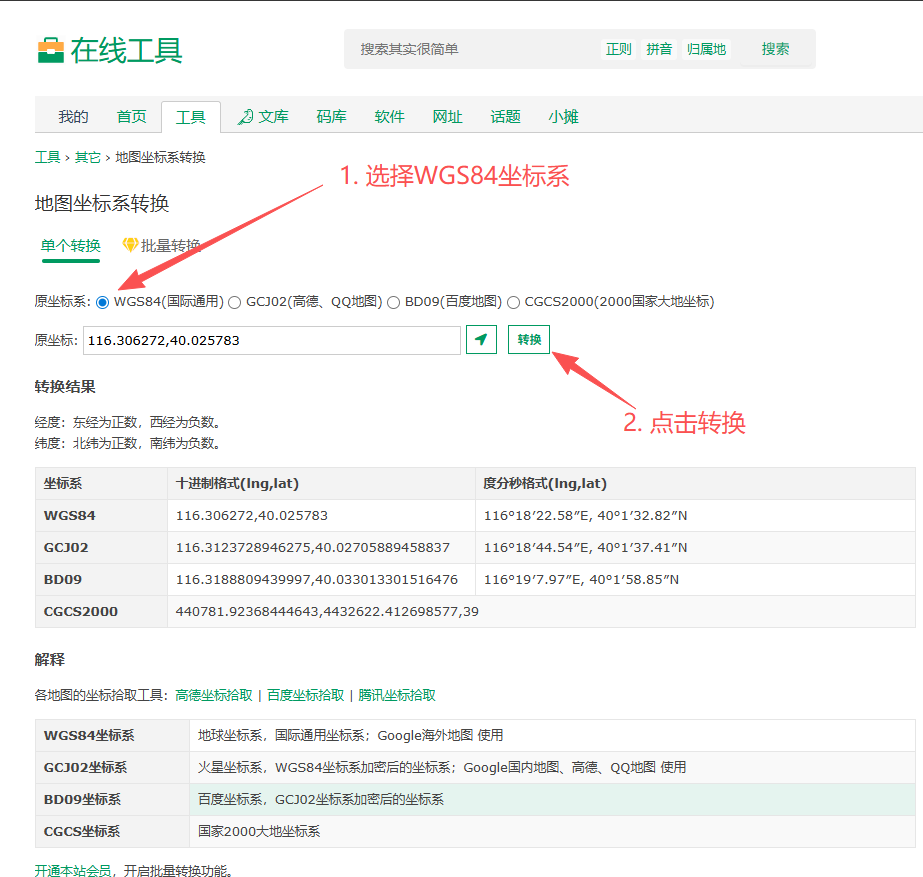 在线工具
搜索其实很简单 正则 拼音 归属地 搜索
我的 首页 工具 文库 码库 软件 网址 话题 小摊
工具 › 其它 › 地图坐标系转换
1. 选择WGS84坐标系
地图坐标系转换
单个转换 批量转换
原坐标系: WGS84(国际通用) GCJ02(高德、QQ地图) BD09(百度地图) CGCS2000(2000国家大地坐标)
原坐标: 116.306272,40.025783 转换
转换结果
2. 点击转换
经度：东经为正数，西经为负数。
纬度：北纬为正数，南纬为负数。
坐标系 十进制格式(lng,lat) 度分秒格式(lng,lat)
WGS84 116.306272,40.025783 116°18′22.58″E, 40°1′32.82″N
GCJ02 116.3123728946275,40.02705889458837 116°18′44.54″E, 40°1′37.41″N
BD09 116.3188809439997,40.033013301516476 116°19′7.97″E, 40°1′58.85″N
CGCS2000 440781.92368444643,4432622.412698577,39
解释
各地图的坐标拾取工具：高德坐标拾取 | 百度坐标拾取 | 腾讯坐标拾取
WGS84坐标系 地球坐标系，国际通用坐标系；Google海外地图 使用
GCJ02坐标系 火星坐标系，WGS84坐标系加密后的坐标系；Google国内地图、高德、QQ地图 使用
BD09坐标系 百度坐标系，GCJ02坐标系加密后的坐标系
CGCS坐标系 国家2000大地坐标系
开通本站会员，开启批量转换功能。